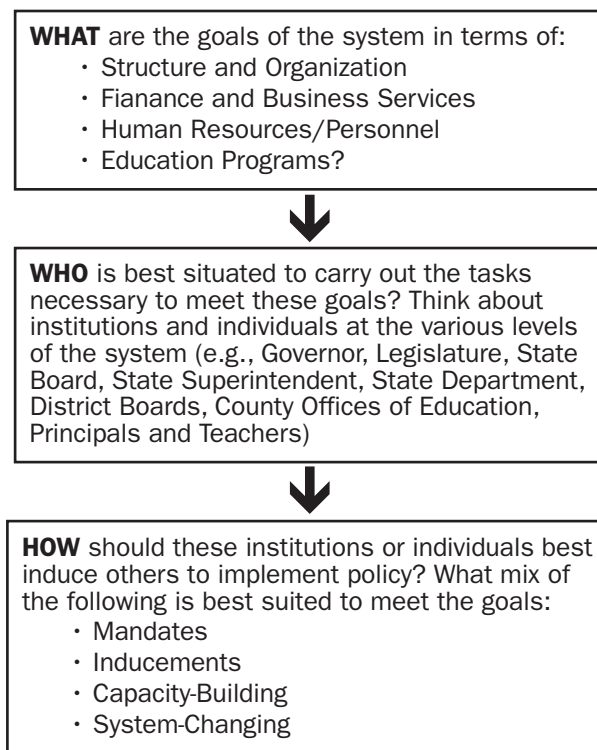 WHAT are the goals of the system in terms of:
· Structure and Organization
· Fianance and Business Services
· Human Resources/Personnel
· Education Programs?
WHO is best situated to carry out the tasks
necessary to meet these goals? Think about
institutions and individuals at the various levels
of the system (e.g., Governor, Legislature, State
Board, State Superintendent, State Department,
District Boards, County Offices of Education,
Principals and Teachers)
HOW should these institutions or individuals best
induce others to implement policy? What mix of
the following is best suited to meet the goals:
· Mandates
· Inducements
· Capacity-Building
· System-Changing